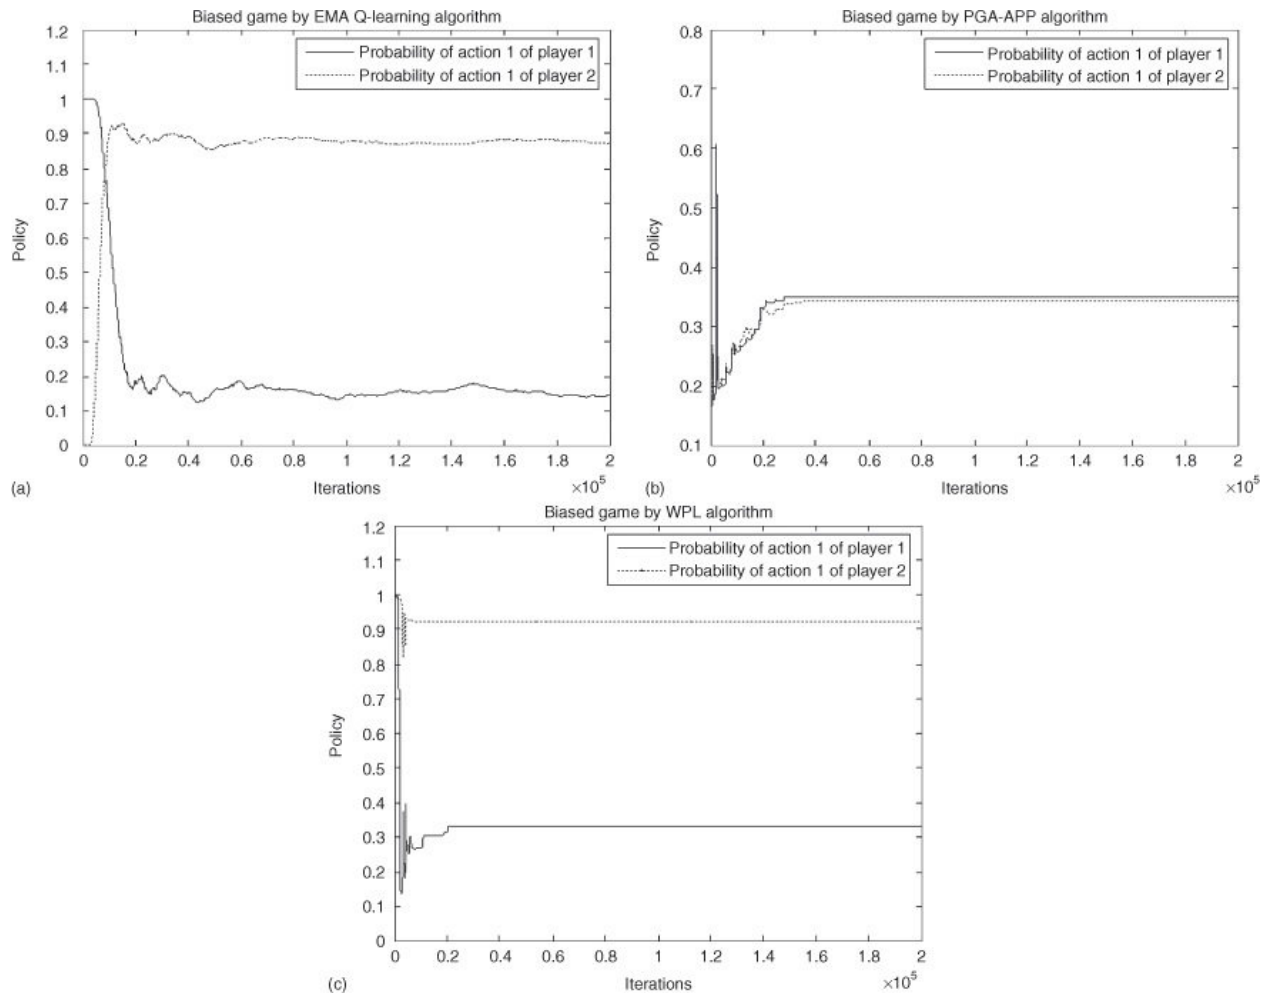 Biased game by EMA Q-learning algorithm
1.2
1.1
1
0.9
0.8
0.7
0.6
0.5
0.4
0.3
0.2
0.1
0
Policy
Probability of action 1 of player 1
Probability of action 1 of player 2
0 0.2 0.4 0.6 0.8 1 1.2 1.4 1.6 1.8 2
(a)
Iterations
×10⁵
Biased game by PGA-APP algorithm
0.8
0.7
0.6
0.5
0.4
0.3
0.2
0.1
Policy
Probability of action 1 of player 1
Probability of action 1 of player 2
0 0.2 0.4 0.6 0.8 1 1.2 1.4 1.6 1.8 2
(b)
Iterations
×10⁵
Biased game by WPL algorithm
1.2
1.1
1
0.9
0.8
0.7
0.6
0.5
0.4
0.3
0.2
0.1
0
Policy
Probability of action 1 of player 1
Probability of action 1 of player 2
0 0.2 0.4 0.6 0.8 1 1.2 1.4 1.6 1.8 2
(c)
Iterations
×10⁵